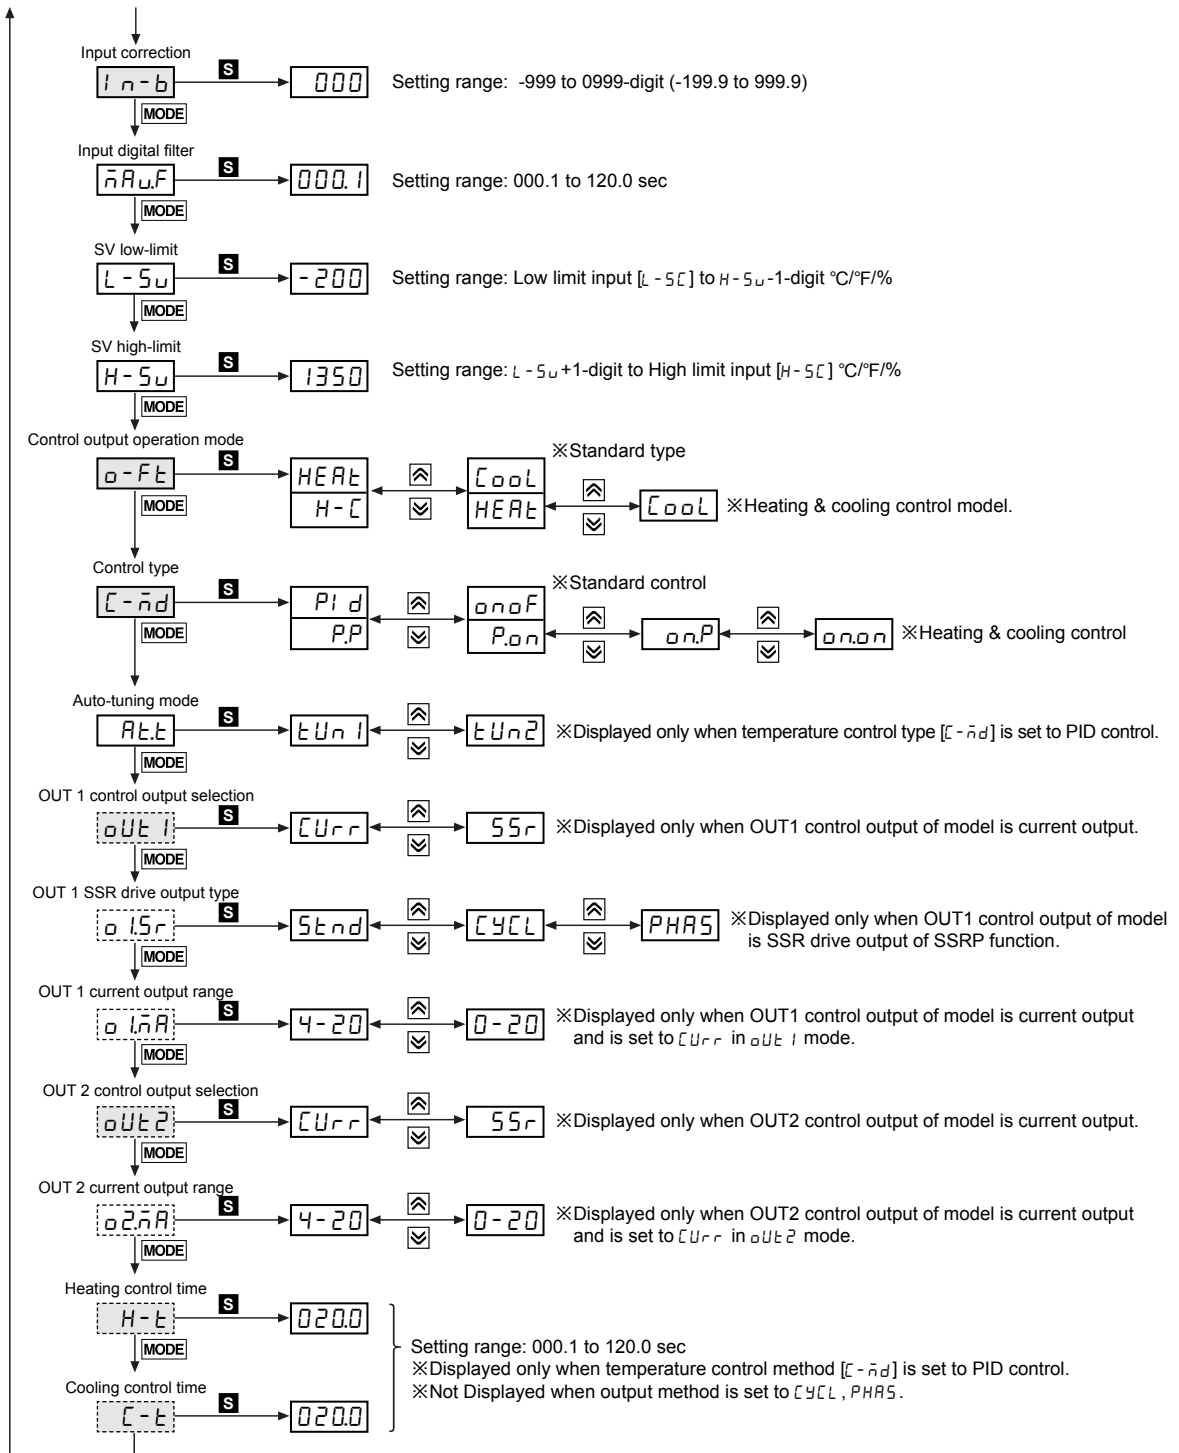 Input correction
In-b S 000 Setting range: -999 to 0999-digit (-199.9 to 999.9)
MODE
Input digital filter
mAv.F S 000.1 Setting range: 000.1 to 120.0 sec
MODE
SV low-limit
L-Sv S -200 Setting range: Low limit input [L-SC] to H-Sv-1-digit ℃/℉/%
MODE
SV high-limit
H-Sv S 1350 Setting range: L-Sv+1-digit to High limit input [H-SC] ℃/℉/%
MODE
Control output operation mode
※Standard type
o-Ft S HEAt CooL
H-C HEAt CooL ※Heating & cooling control model.
MODE
Control type
※Standard control
C-md S PId onoF
P.P P.on on.P on.on ※Heating & cooling control
MODE
Auto-tuning mode
At.t S tUn1 tUn2 ※Displayed only when temperature control type [C-md] is set to PID control.
MODE
OUT 1 control output selection
oUt1 S CUrr SSr ※Displayed only when OUT1 control output of model is current output.
MODE
OUT 1 SSR drive output type
o1.Sr S Stnd CYCL PHAS ※Displayed only when OUT1 control output of model
is SSR drive output of SSRP function.
MODE
OUT 1 current output range
o1.mA S 4-20 0-20 ※Displayed only when OUT1 control output of model is current output
and is set to CUrr in oUt1 mode.
MODE
OUT 2 control output selection
oUt2 S CUrr SSr ※Displayed only when OUT2 control output of model is current output.
MODE
OUT 2 current output range
o2.mA S 4-20 0-20 ※Displayed only when OUT2 control output of model is current output
and is set to CUrr in oUt2 mode.
MODE
Heating control time
H-t S 020.0
MODE
Setting range: 000.1 to 120.0 sec
※Displayed only when temperature control method [C-md] is set to PID control.
※Not Displayed when output method is set to CYCL, PHAS.
Cooling control time
C-t S 020.0